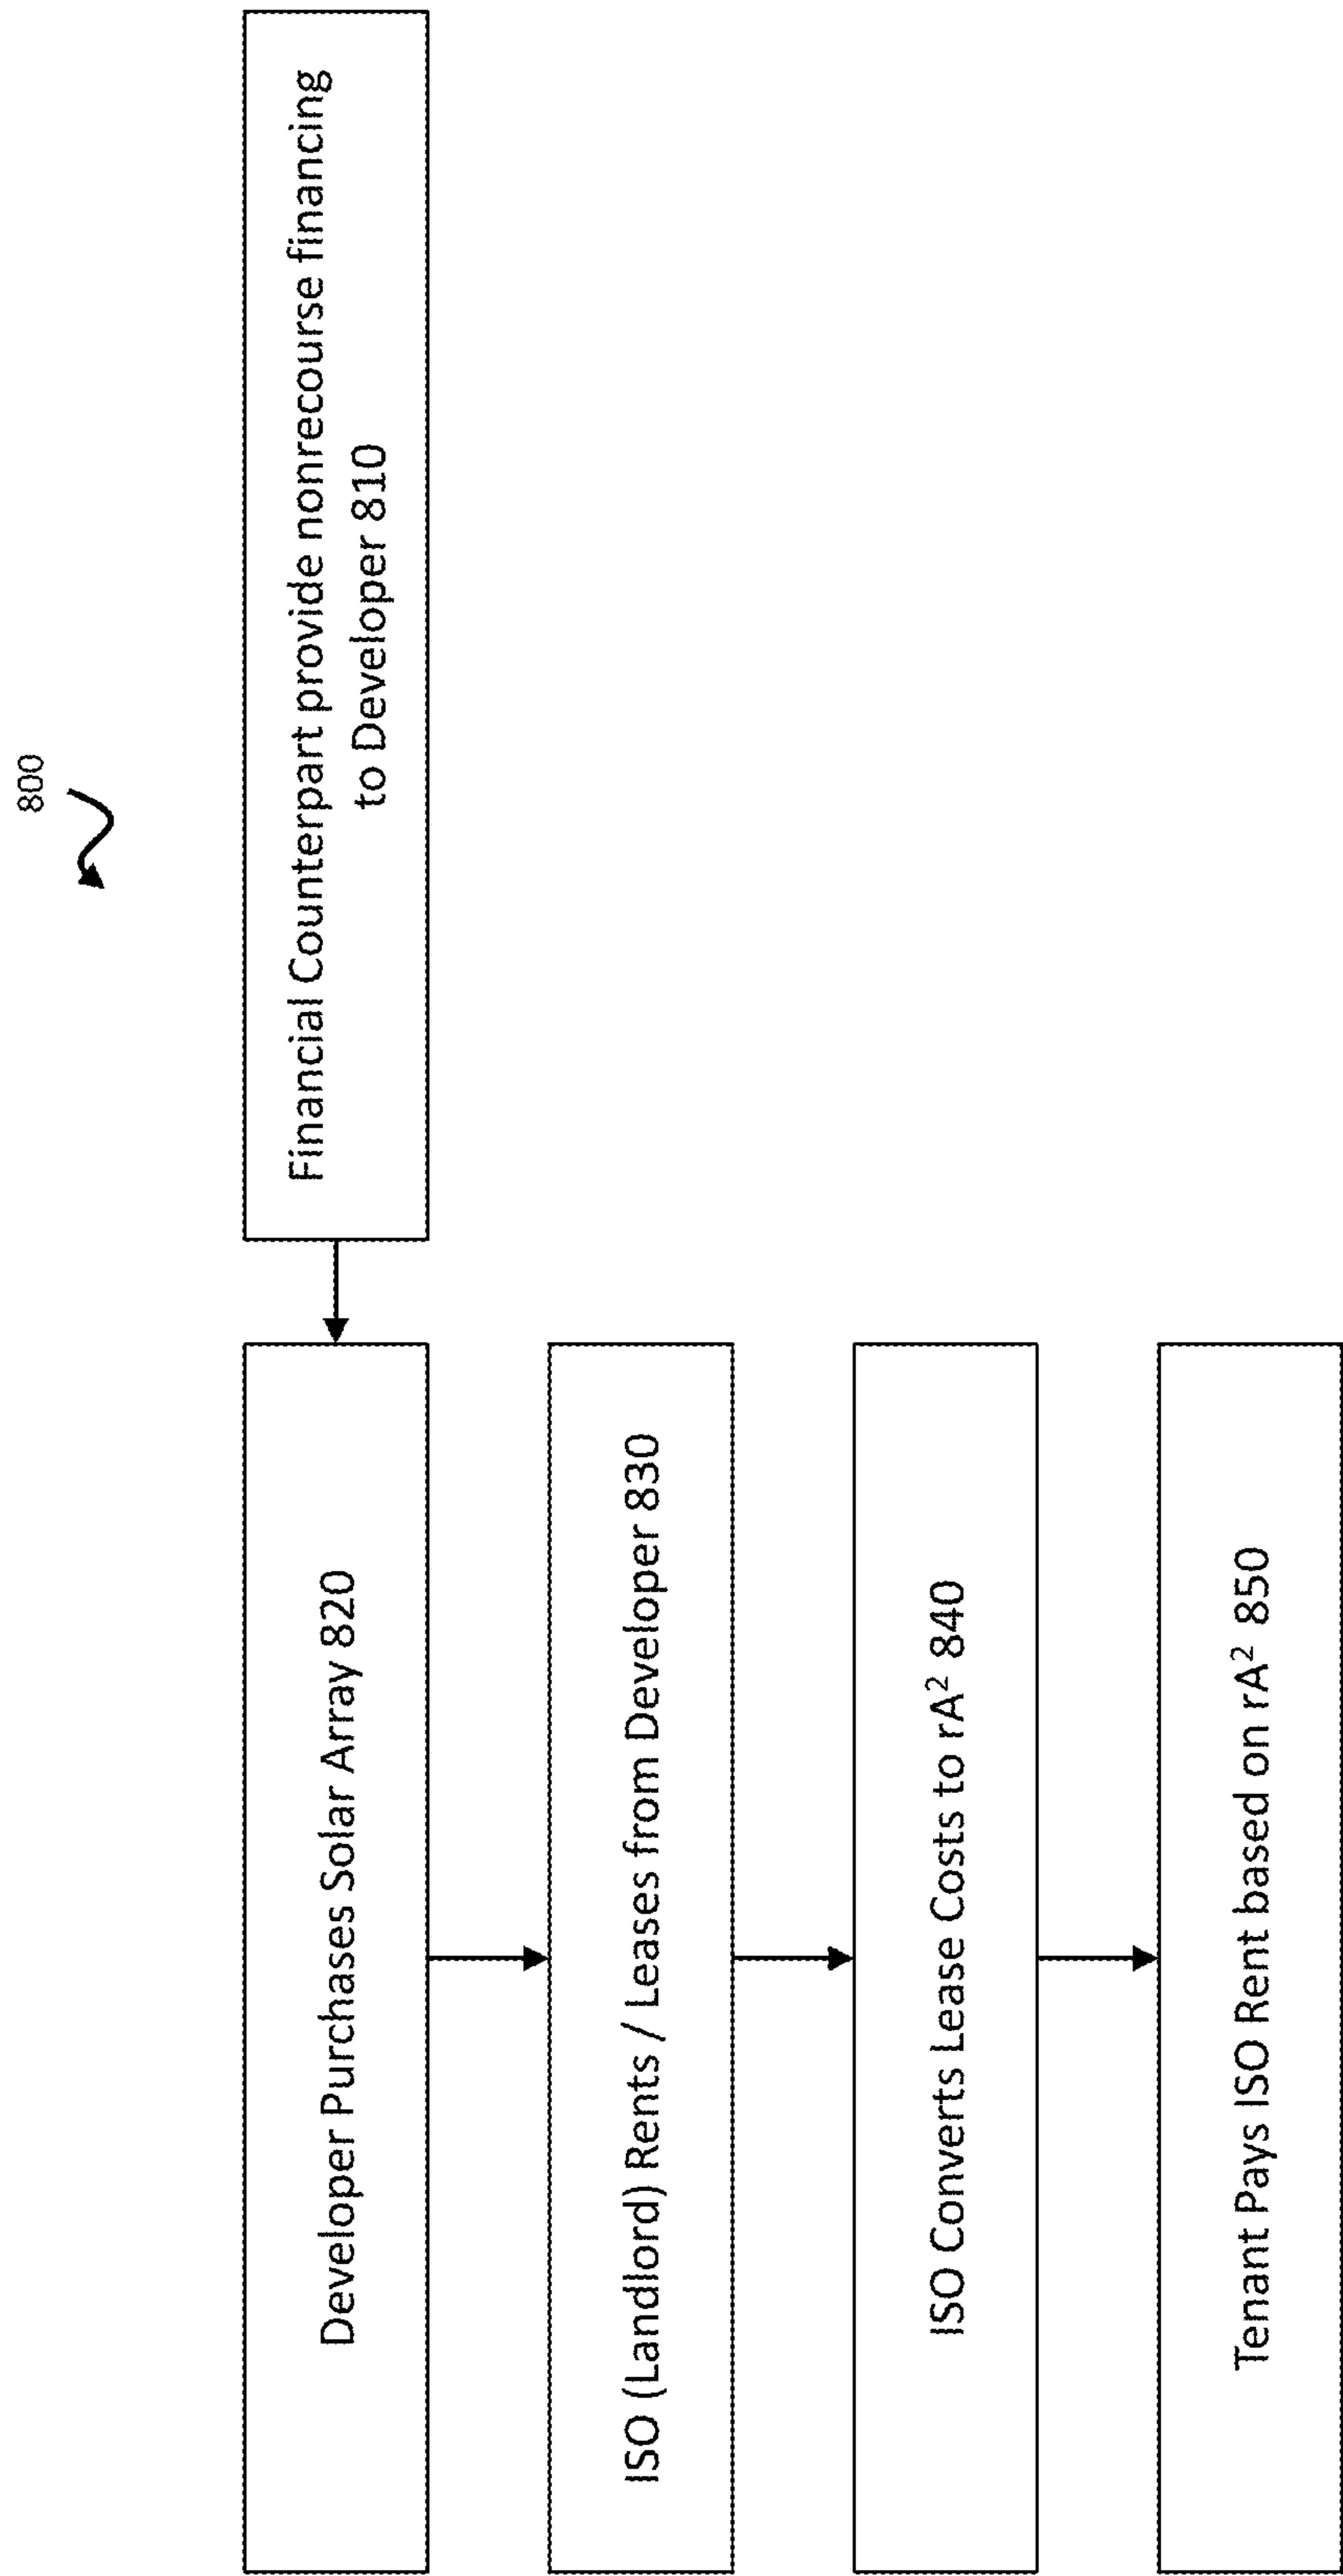 800
Financial Counterpart provide nonrecourse financing
to Developer 810
Developer Purchases Solar Array 820
ISO (Landlord) Rents / Leases from Developer 830
ISO Converts Lease Costs to rA² 840
Tenant Pays ISO Rent based on rA² 850